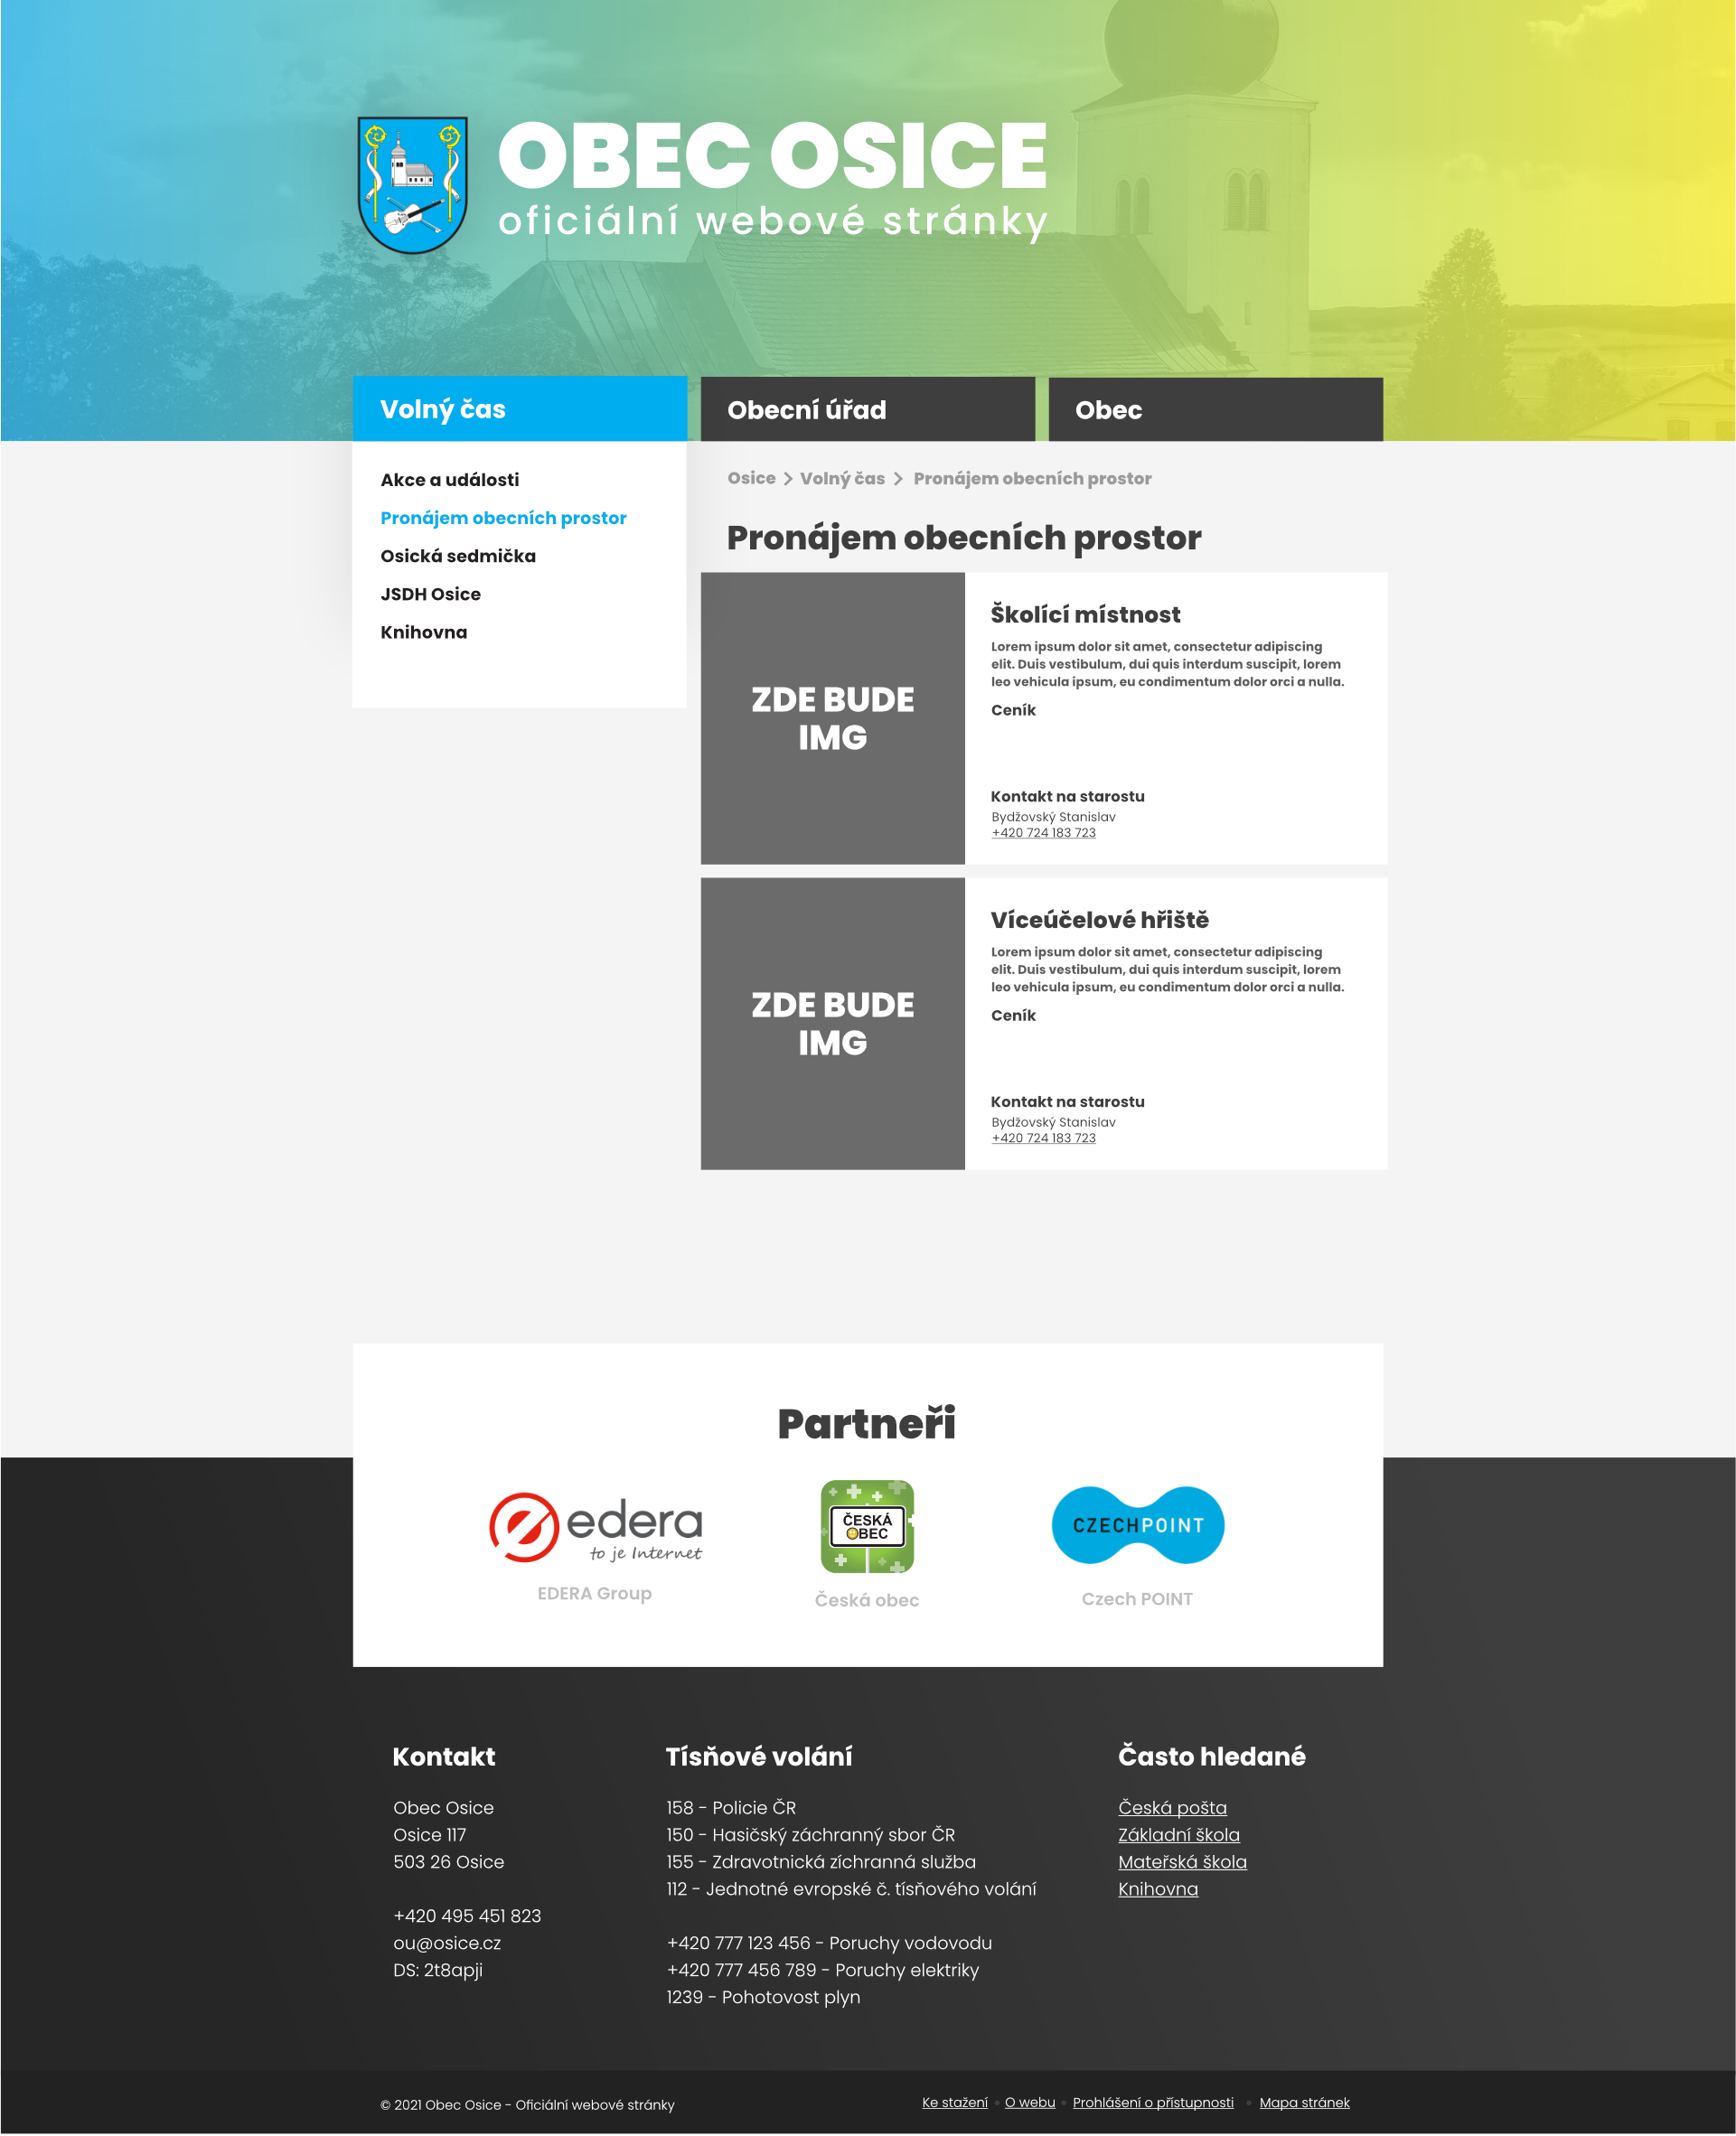 OBEC OSICE
oficiální webové stránky
Volný čas
Obecní úřad
Obec
Akce a události
Pronájem obecních prostor
Osická sedmička
JSDH Osice
Knihovna
Osice > Volný čas > Pronájem obecních prostor
Pronájem obecních prostor
ZDE BUDE
IMG
Školící místnost
Lorem ipsum dolor sit amet, consectetur adipiscing
elit. Duis vestibulum, dui quis interdum suscipit, lorem
leo vehicula ipsum, eu condimentum dolor orci a nulla.
Ceník
Kontakt na starostu
Bydžovský Stanislav
+420 724 183 723
ZDE BUDE
IMG
Víceúčelové hřiště
Lorem ipsum dolor sit amet, consectetur adipiscing
elit. Duis vestibulum, dui quis interdum suscipit, lorem
leo vehicula ipsum, eu condimentum dolor orci a nulla.
Ceník
Kontakt na starostu
Bydžovský Stanislav
+420 724 183 723
Partneři
edera
to je Internet
EDERA Group
ČESKÁ
OBEC
Česká obec
CZECHPOINT
Czech POINT
Kontakt
Obec Osice
Osice 117
503 26 Osice
+420 495 451 823
ou@osice.cz
DS: 2t8apji
Tísňové volání
158 - Policie ČR
150 - Hasičský záchranný sbor ČR
155 - Zdravotnická zíchranná služba
112 - Jednotné evropské č. tísňového volání
+420 777 123 456 - Poruchy vodovodu
+420 777 456 789 - Poruchy elektriky
1239 - Pohotovost plyn
Často hledané
Česká pošta
Základní škola
Mateřská škola
Knihovna
© 2021 Obec Osice - Oficiální webové stránky
Ke stažení • O webu • Prohlášení o přístupnosti • Mapa stránek